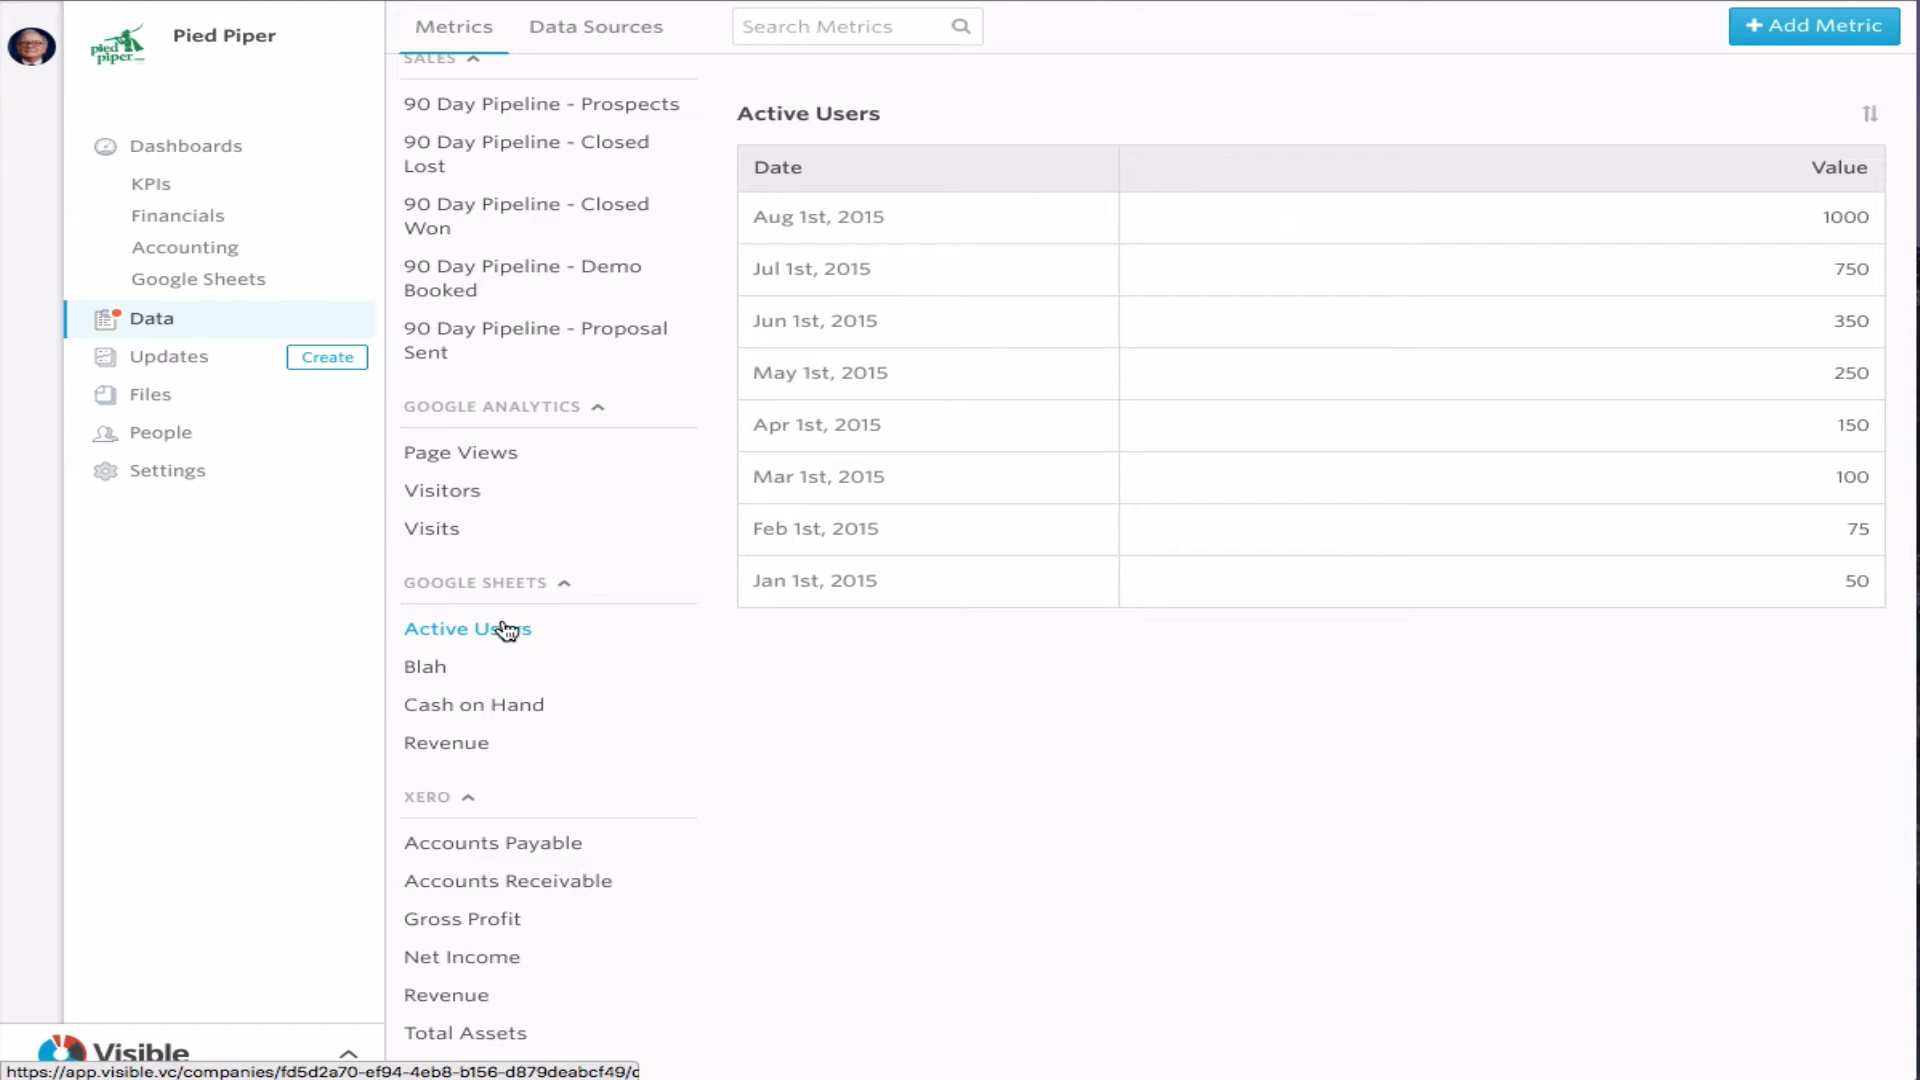 Pied Piper
pied
piper
Dashboards
KPIs
Financials
Accounting
Google Sheets
Data
Updates
Create
Files
People
Settings
Visible
https://app.visible.vc/companies/fd5d2a70-ef94-4eb8-b156-d879deabcf49/c
Metrics
Data Sources
Search Metrics
+ Add Metric
SALES
90 Day Pipeline - Prospects
90 Day Pipeline - Closed
Lost
90 Day Pipeline - Closed
Won
90 Day Pipeline - Demo
Booked
90 Day Pipeline - Proposal
Sent
GOOGLE ANALYTICS
Page Views
Visitors
Visits
GOOGLE SHEETS
Active Users
Blah
Cash on Hand
Revenue
XERO
Accounts Payable
Accounts Receivable
Gross Profit
Net Income
Revenue
Total Assets
Active Users
Date Value
Aug 1st, 2015 1000
Jul 1st, 2015 750
Jun 1st, 2015 350
May 1st, 2015 250
Apr 1st, 2015 150
Mar 1st, 2015 100
Feb 1st, 2015 75
Jan 1st, 2015 50